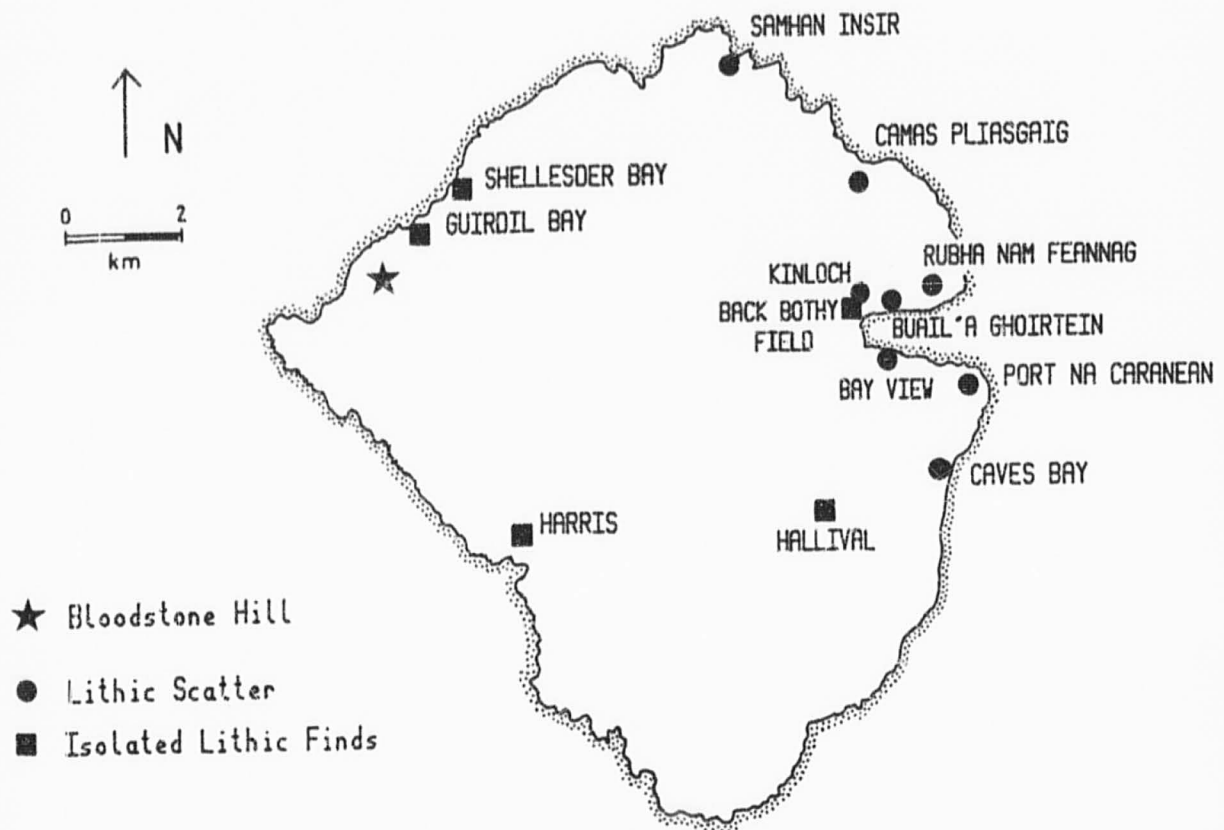 SAMHAN INSIR
N
CAMAS PLIASGAIG
SHELLESDER BAY
0 2
km
GUIRDIL BAY
RUBHA NAM FEANNAG
KINLOCH
BACK BOTHY
FIELD
BUAIL'A GHOIRTEIN
BAY VIEW
PORT NA CARANEAN
CAVES BAY
HARRIS
HALLIVAL
Bloodstone Hill
Lithic Scatter
Isolated Lithic Finds